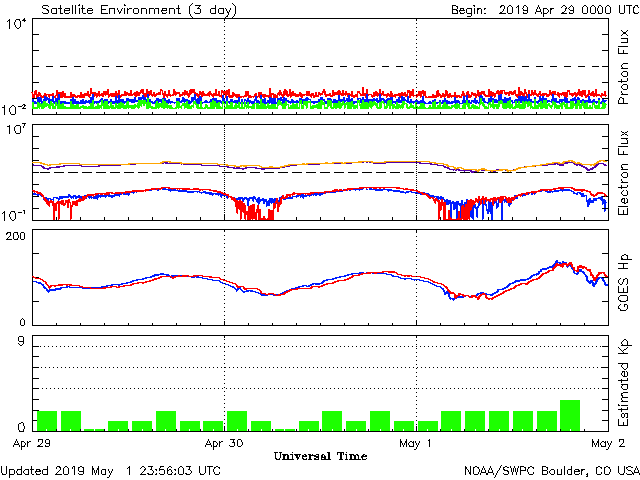 Satellite Environment (3 day) Begin: 2019 Apr 29 0000 UTC
10^4
10^-2
Proton Flux
10^7
10^-1
Electron Flux
200
0
GOES Hp
9
0
Estimated Kp
Apr 29 Apr 30 May 1 May 2
Universal Time
Updated 2019 May 1 23:56:03 UTC NOAA/SWPC Boulder, CO USA